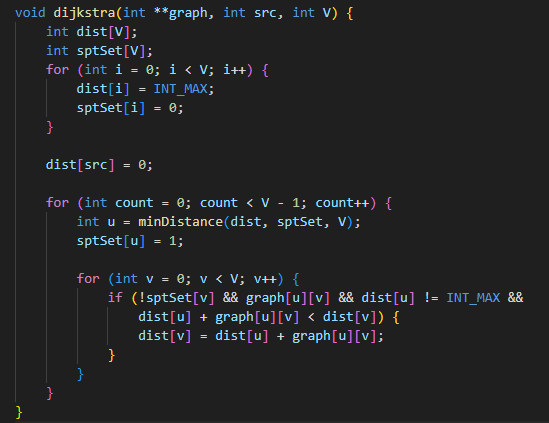 void dijkstra(int **graph, int src, int V) {
    int dist[V];
    int sptSet[V];
    for (int i = 0; i < V; i++) {
        dist[i] = INT_MAX;
        sptSet[i] = 0;
    }

    dist[src] = 0;

    for (int count = 0; count < V - 1; count++) {
        int u = minDistance(dist, sptSet, V);
        sptSet[u] = 1;

        for (int v = 0; v < V; v++) {
            if (!sptSet[v] && graph[u][v] && dist[u] != INT_MAX &&
                dist[u] + graph[u][v] < dist[v]) {
                dist[v] = dist[u] + graph[u][v];
            }
        }
    }
}